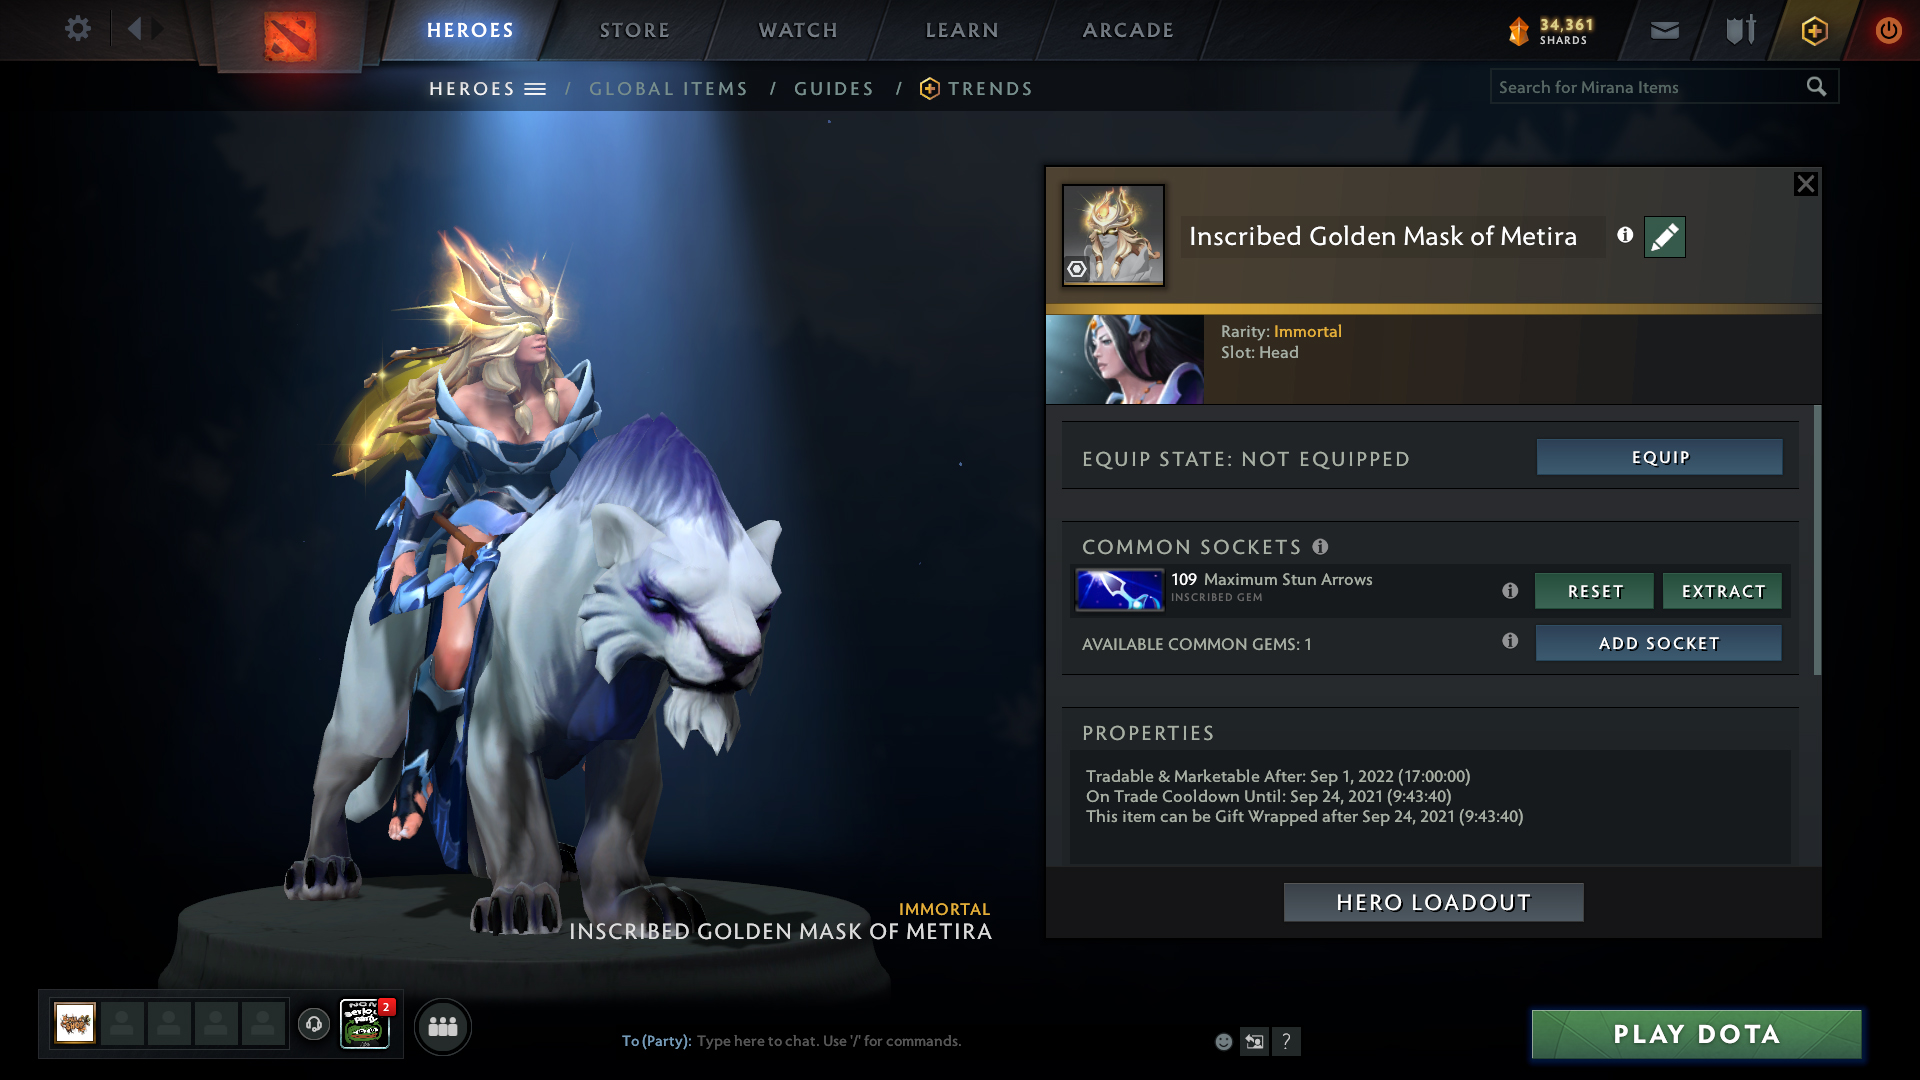 HEROES
STORE
WATCH
LEARN
ARCADE
34,361
SHARDS
HEROES / GLOBAL ITEMS / GUIDES / TRENDS
Search for Mirana Items
Inscribed Golden Mask of Metira
Rarity: Immortal
Slot: Head
EQUIP STATE: NOT EQUIPPED
EQUIP
COMMON SOCKETS
109 Maximum Stun Arrows
INSCRIBED GEM
RESET
EXTRACT
AVAILABLE COMMON GEMS: 1
ADD SOCKET
PROPERTIES
Tradable & Marketable After: Sep 1, 2022 (17:00:00)
On Trade Cooldown Until: Sep 24, 2021 (9:43:40)
This item can be Gift Wrapped after Sep 24, 2021 (9:43:40)
HERO LOADOUT
IMMORTAL
INSCRIBED GOLDEN MASK OF METIRA
2
To (Party): Type here to chat. Use '/' for commands.
?
PLAY DOTA